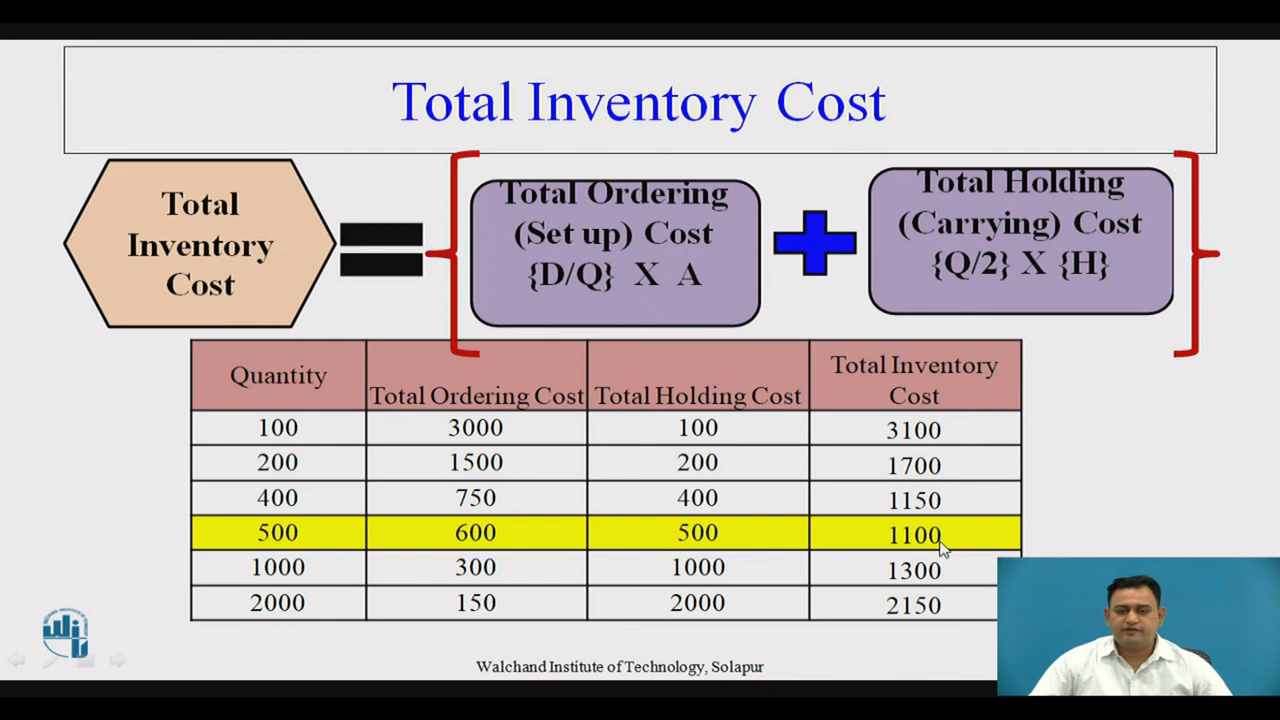 Total Inventory Cost
Total
Inventory
Cost
Total Ordering
(Set up) Cost
{D/Q} X A
Total Holding
(Carrying) Cost
{Q/2} X {H}
Quantity Total Ordering Cost Total Holding Cost Total Inventory
Cost
100 3000 100 3100
200 1500 200 1700
400 750 400 1150
500 600 500 1100
1000 300 1000 1300
2000 150 2000 2150
Walchand Institute of Technology, Solapur